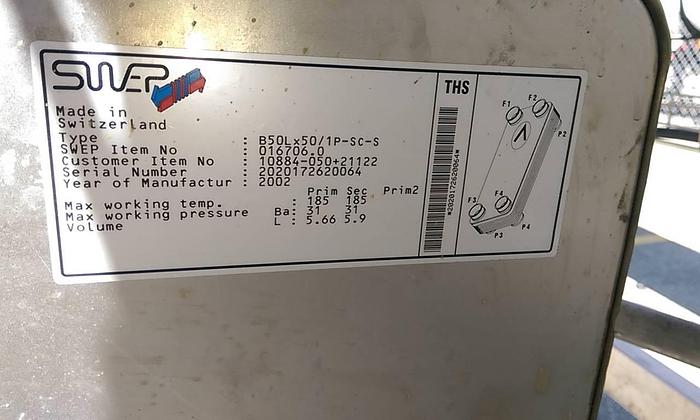 SWEP
THS
Made in
Switzerland
Type : B50Lx50/1P-SC-S
SWEP Item No : 016706.0
Customer Item No : 10884-050+21122
Serial Number : 2020172620064
Year of Manufactur : 2002
Prim Sec Prim2
Max working temp. : 185 185
Max working pressure Ba: 31 31
Volume L : 5.66 5.9
*2020172620064*
F1
F2
P2
F3
F4
P4
P3